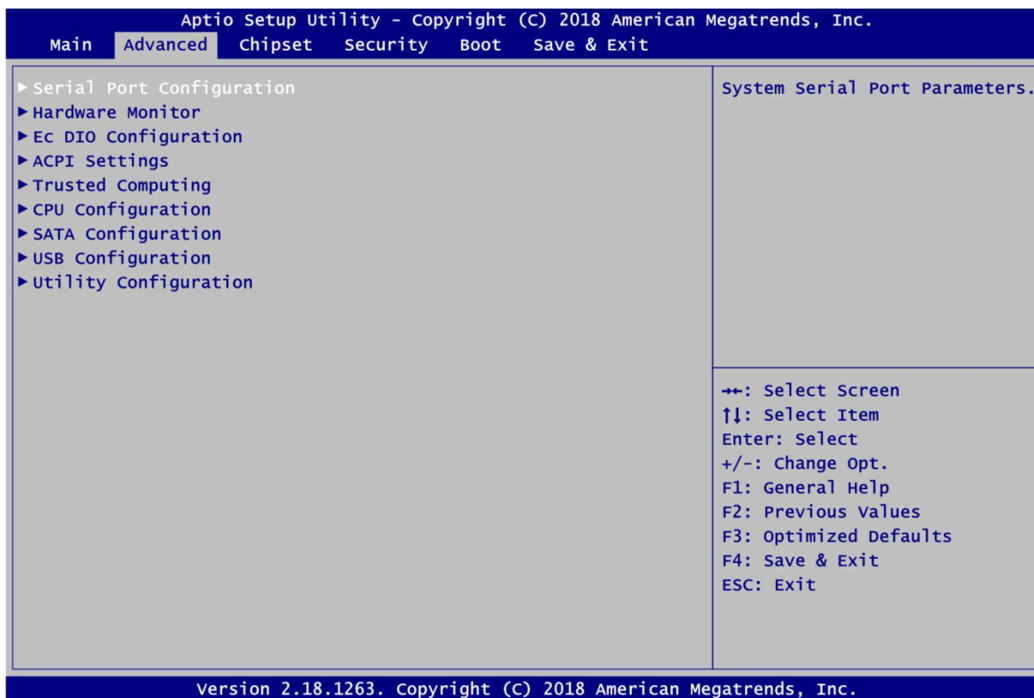 Aptio Setup Utility – Copyright (C) 2018 American Megatrends, Inc.
Main Advanced Chipset Security Boot Save & Exit
▶Serial Port Configuration
▶Hardware Monitor
▶Ec DIO Configuration
▶ACPI Settings
▶Trusted Computing
▶CPU Configuration
▶SATA Configuration
▶USB Configuration
▶Utility Configuration
System Serial Port Parameters.
→←: Select Screen
↑↓: Select Item
Enter: Select
+/-: Change Opt.
F1: General Help
F2: Previous Values
F3: Optimized Defaults
F4: Save & Exit
ESC: Exit
Version 2.18.1263. Copyright (C) 2018 American Megatrends, Inc.